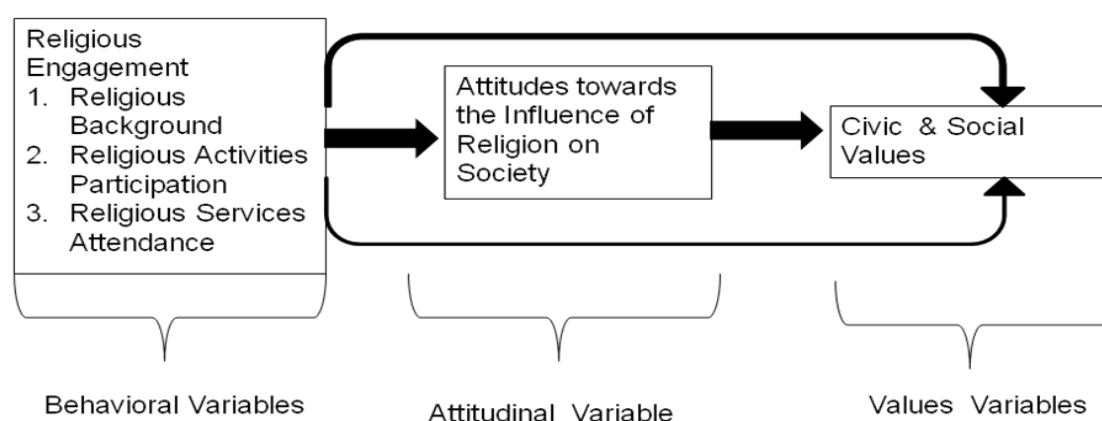 Religious
Engagement
1. Religious
Background
2. Religious Activities
Participation
3. Religious Services
Attendance
Attitudes towards
the Influence of
Religion on
Society
Civic & Social
Values
Behavioral Variables
Attitudinal Variable
Values Variables